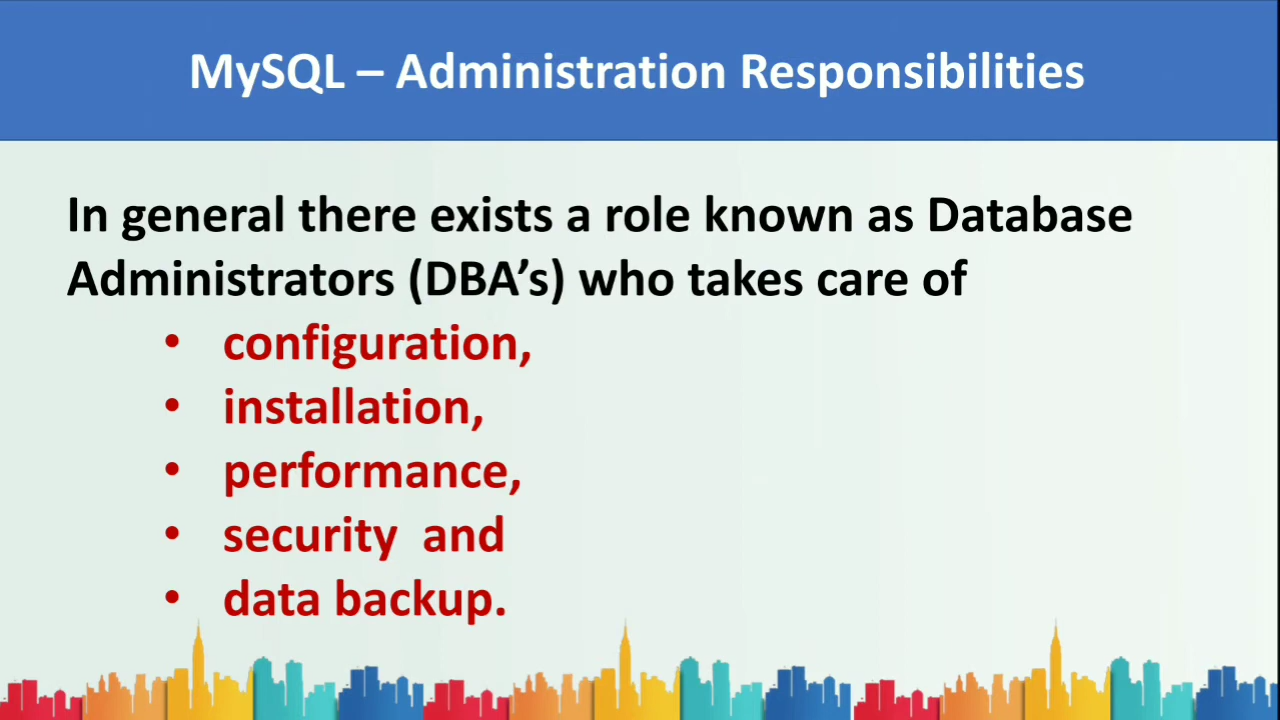 MySQL – Administration Responsibilities
In general there exists a role known as Database
Administrators (DBA’s) who takes care of
• configuration,
• installation,
• performance,
• security and
• data backup.